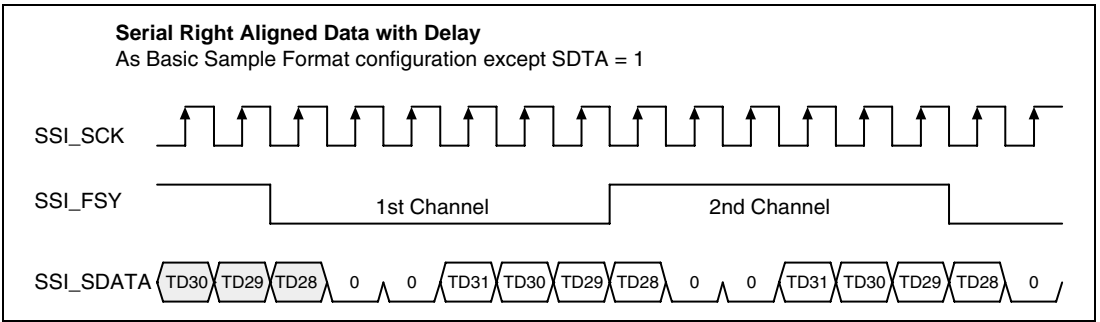 Serial Right Aligned Data with Delay
As Basic Sample Format configuration except SDTA = 1
SSI_SCK
SSI_FSY 1st Channel 2nd Channel
SSI_SDATA TD30 TD29 TD28 0 0 TD31 TD30 TD29 TD28 0 0 TD31 TD30 TD29 TD28 0